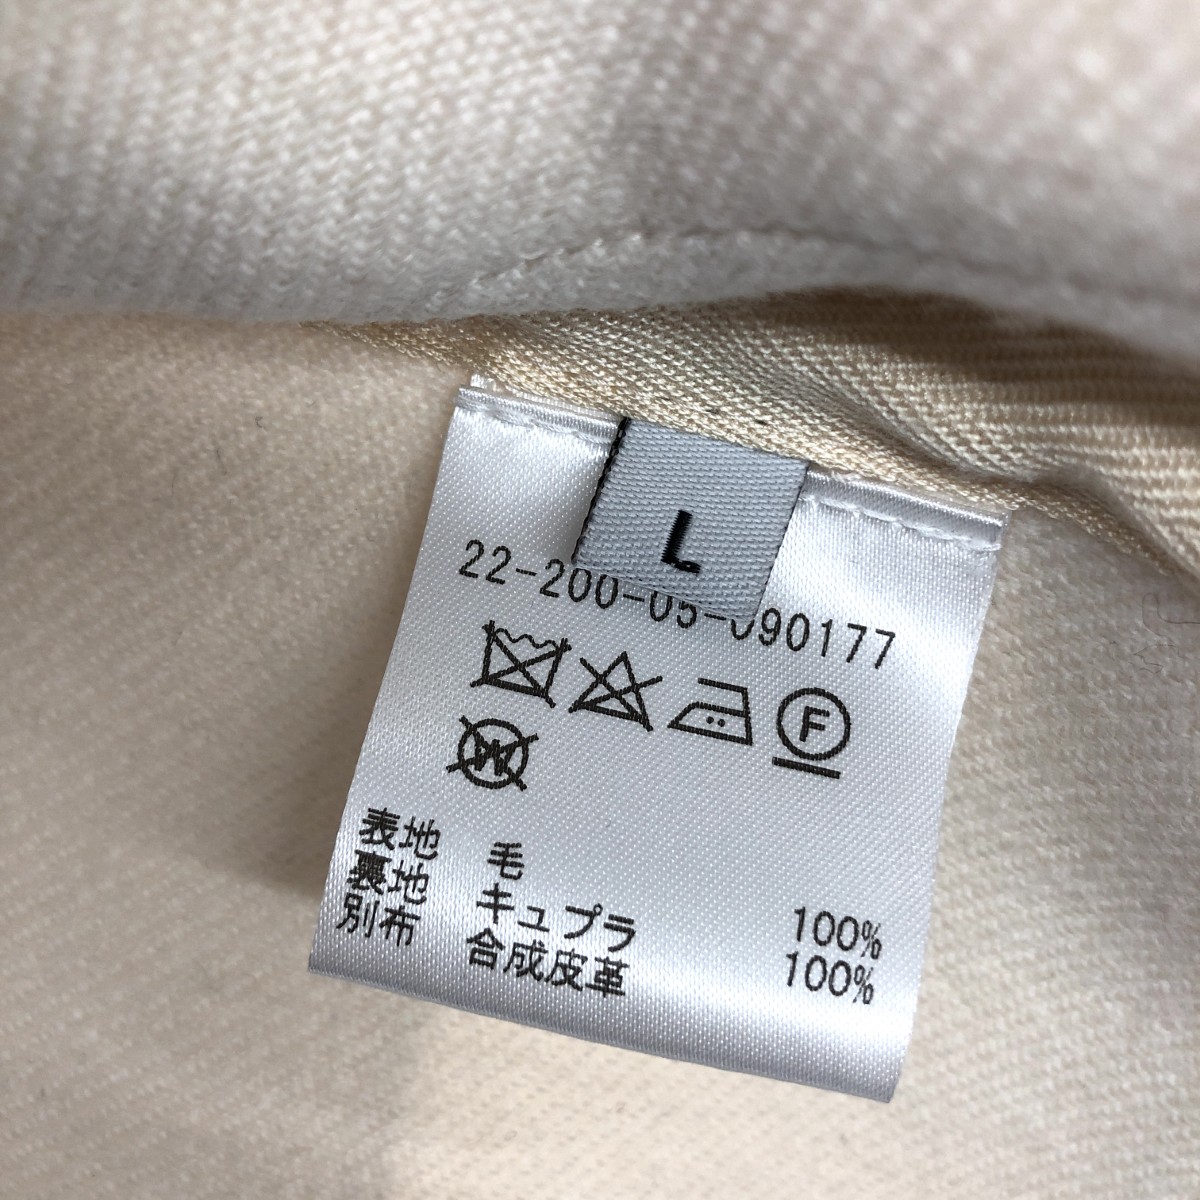 L
22-200-05-090177
F
W
表地 毛 100%
裏地 キュプラ 100%
別布 合成皮革